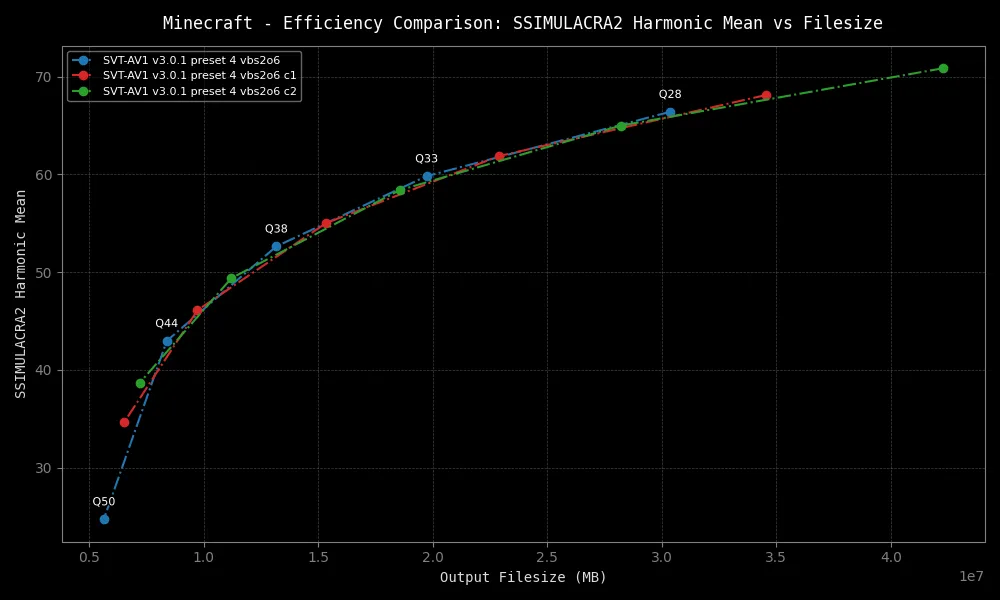 Minecraft - Efficiency Comparison: SSIMULACRA2 Harmonic Mean vs Filesize
SVT-AV1 v3.0.1 preset 4 vbs2o6
SVT-AV1 v3.0.1 preset 4 vbs2o6 c1
SVT-AV1 v3.0.1 preset 4 vbs2o6 c2
SSIMULACRA2 Harmonic Mean
70
60
50
40
30
Q28
Q33
Q38
Q44
Q50
0.5 1.0 1.5 2.0 2.5 3.0 3.5 4.0
1e7
Output Filesize (MB)